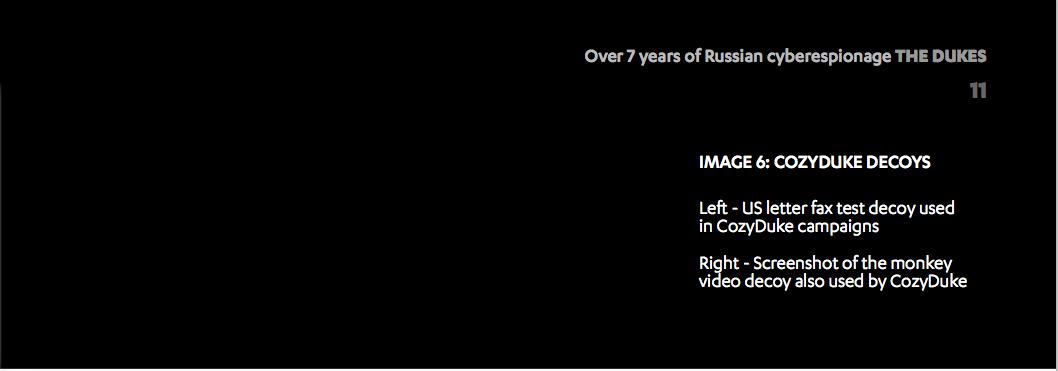 Over 7 years of Russian cyberespionage THE DUKES
11
IMAGE 6: COZYDUKE DECOYS
Left - US letter fax test decoy used
in CozyDuke campaigns
Right - Screenshot of the monkey
video decoy also used by CozyDuke